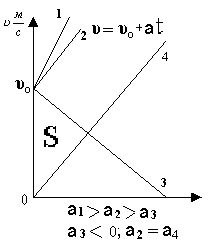 1
υ м/с 2 υ = υ₀ + at
4
υ₀
S
3
0
a₁ > a₂ > a₃
a₃ < 0; a₂ = a₄